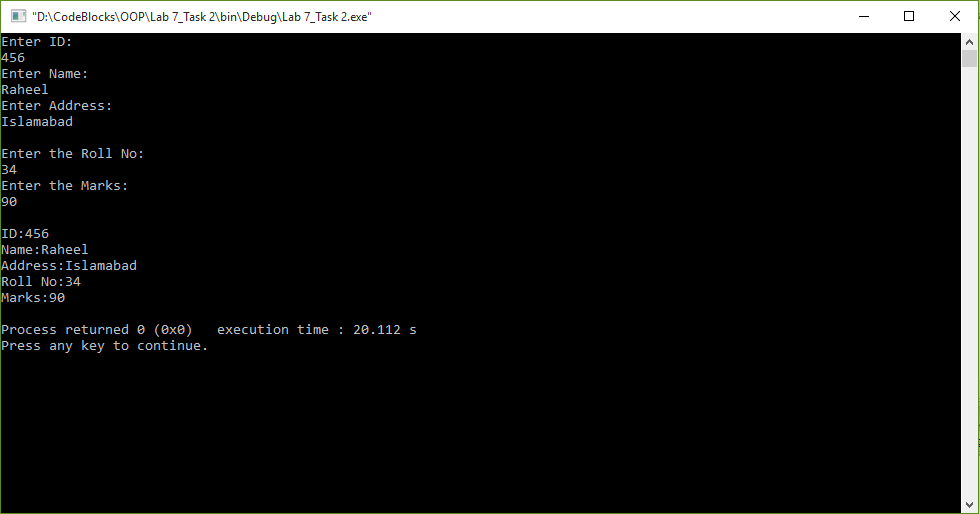 "D:\CodeBlocks\OOP\Lab 7_Task 2\bin\Debug\Lab 7_Task 2.exe"
Enter ID:
456
Enter Name:
Raheel
Enter Address:
Islamabad
Enter the Roll No:
34
Enter the Marks:
90
ID:456
Name:Raheel
Address:Islamabad
Roll No:34
Marks:90
Process returned 0 (0x0)   execution time : 20.112 s
Press any key to continue.